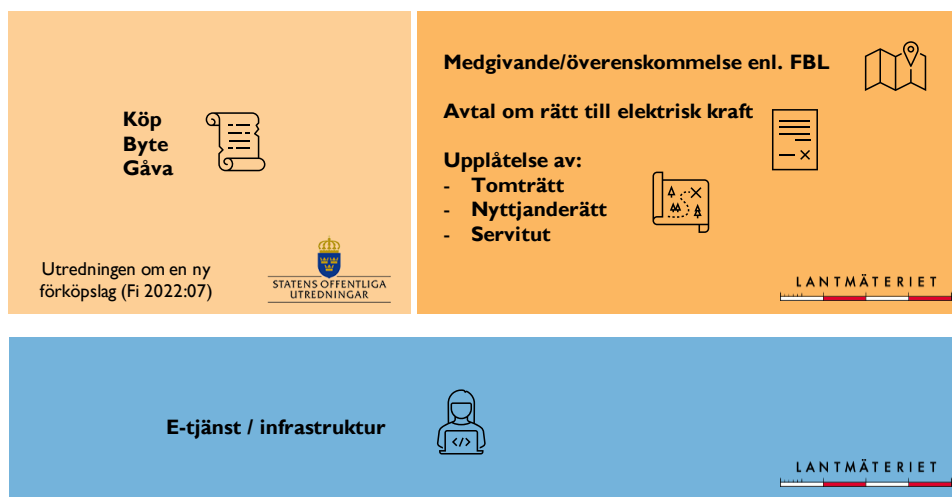 Köp
Byte
Gåva
Utredningen om en ny
förköpslag (Fi 2022:07)
STATENS OFFENTLIGA
UTREDNINGAR
Medgivande/överenskommelse enl. FBL
Avtal om rätt till elektrisk kraft
Upplåtelse av:
- Tomträtt
- Nyttjanderätt
- Servitut
LANTMÄTERIET
E-tjänst / infrastruktur
</>
LANTMÄTERIET